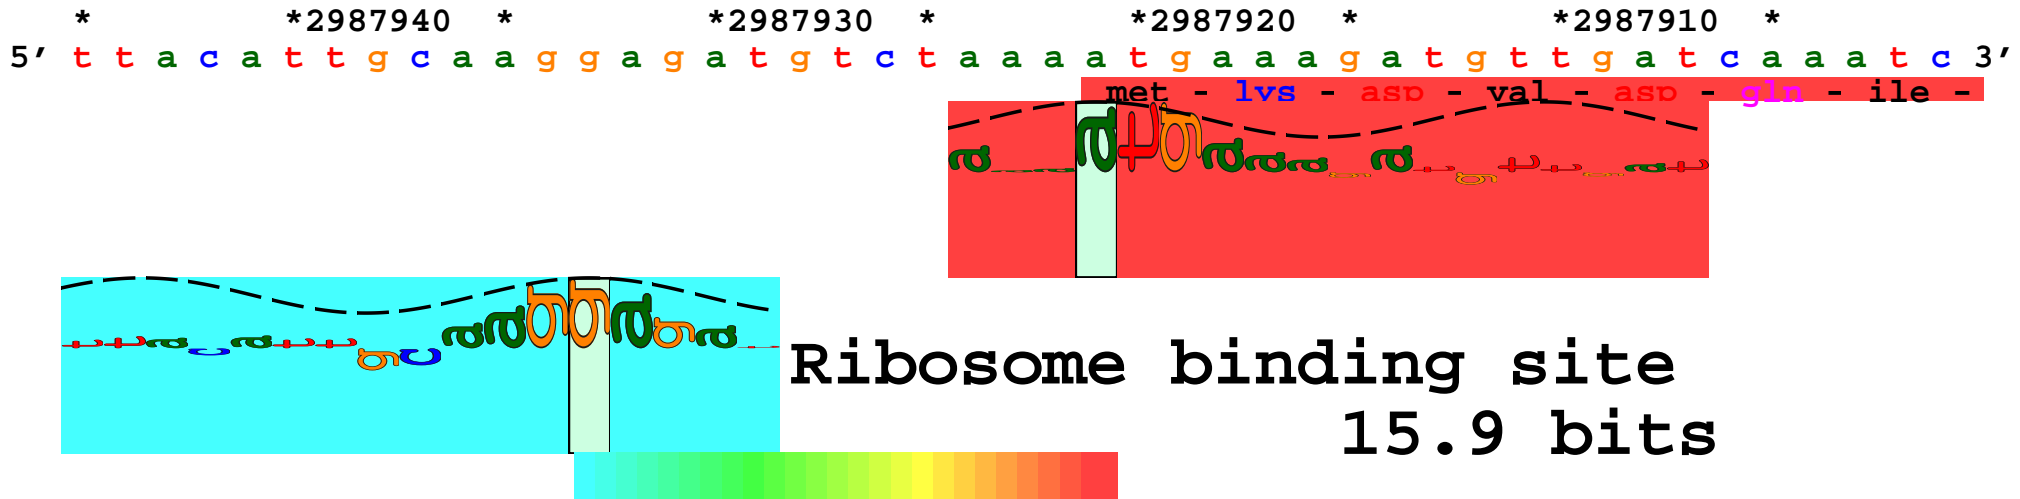 * *2987940 * *2987930 * *2987920 * *2987910 *
5' t t a c a t t g c a a g g a g a t g t c t a a a a t g a a a g a t g t t g a t c a a a t c 3'
met - lys - asp - val - asp - gln - ile -
a t g a a a g a t g t t g a t
t t a c a t t g c a a g g a g a
Ribosome binding site
15.9 bits